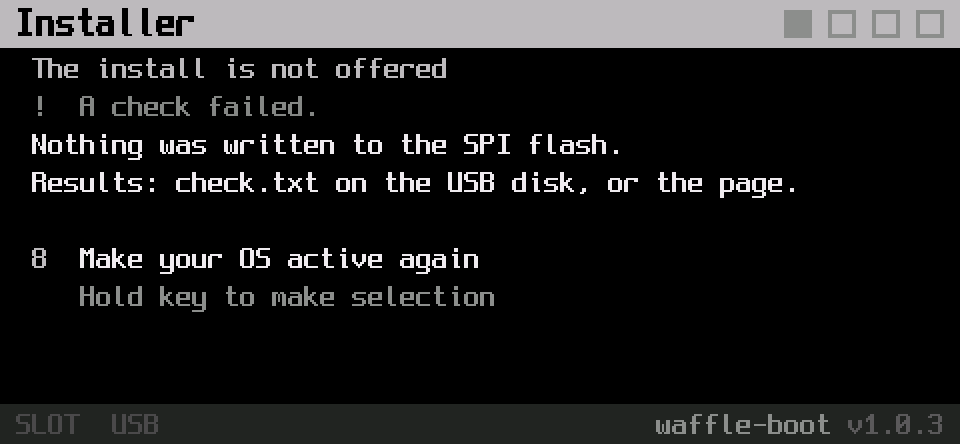 Installer
The install is not offered
! A check failed.
Nothing was written to the SPI flash.
Results: check.txt on the USB disk, or the page.
8 Make your OS active again
Hold key to make selection
SLOT USB waffle-boot v1.0.3